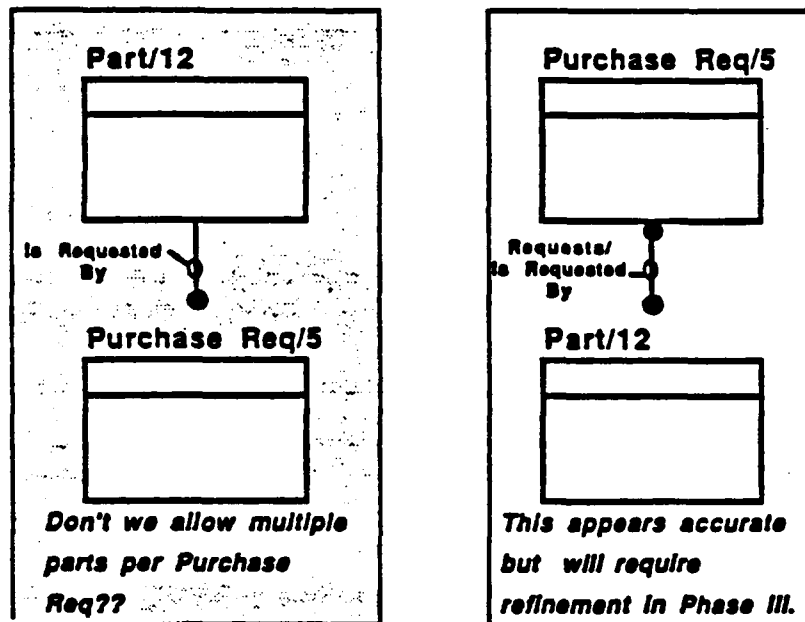 Part/12
Is Requested
By
Purchase Req/5
Don't we allow multiple
parts per Purchase
Req??
Purchase Req/5
Requests/
Is Requested
By
Part/12
This appears accurate
but will require
refinement in Phase III.